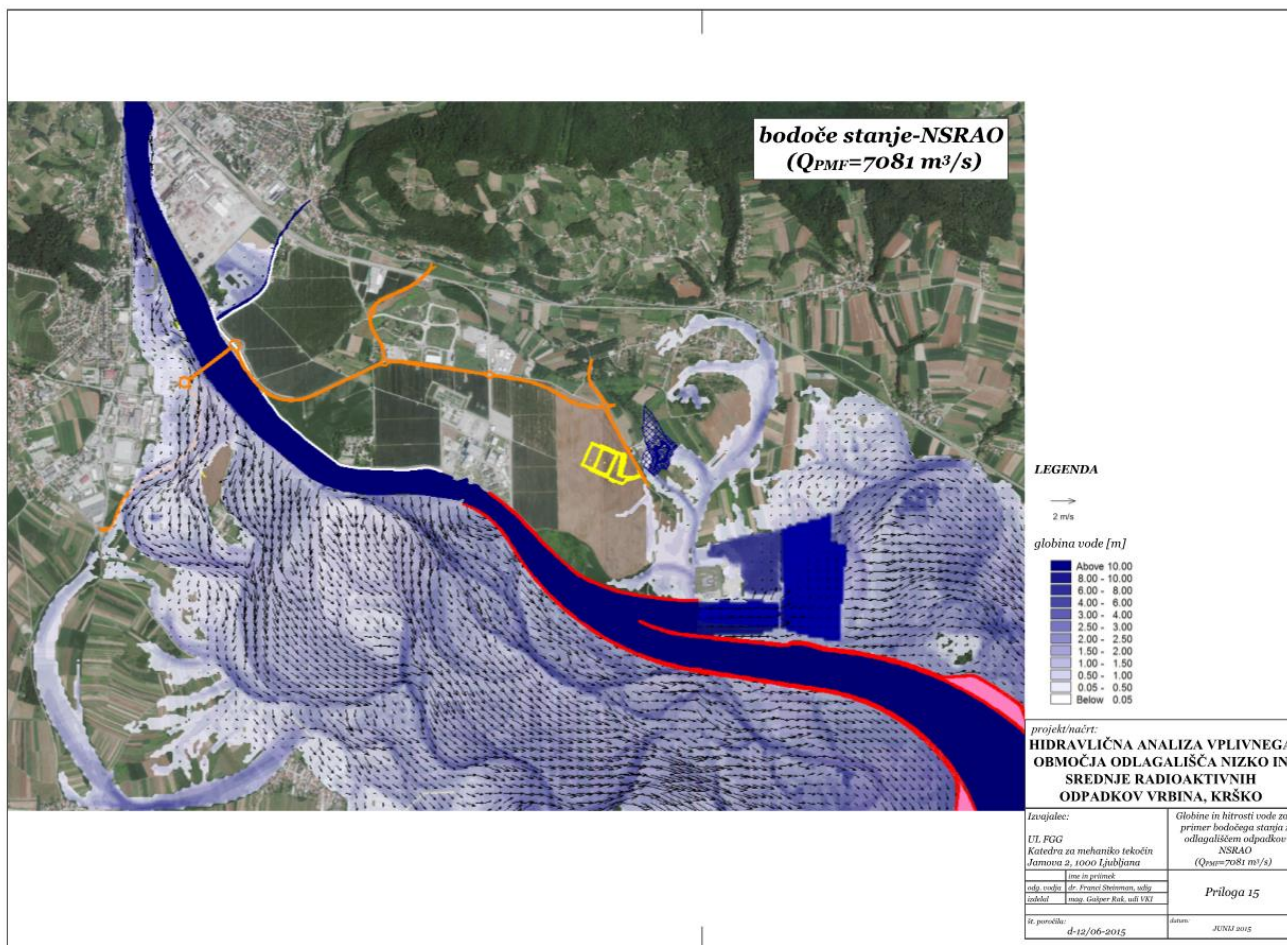 bodoče stanje-NSRAO
(QPMF=7081 m³/s)
LEGENDA
2 m/s
globina vode [m]
Above 10.00
8.00 - 10.00
6.00 - 8.00
4.00 - 6.00
3.00 - 4.00
2.50 - 3.00
2.00 - 2.50
1.50 - 2.00
1.00 - 1.50
0.50 - 1.00
0.05 - 0.50
Below 0.05
projekt/načrt:
HIDRAVLIČNA ANALIZA VPLIVNEGA
OBMOČJA ODLAGALIŠČA NIZKO IN
SREDNJE RADIOAKTIVNIH
ODPADKOV VRBINA, KRŠKO
Izvajalec:
UL FGG
Katedra za mehaniko tekočin
Jamova 2, 1000 Ljubljana
Globine in hitrosti vode za
primer bodočega stanja z
odlagališčem odpadkov
NSRAO
(QPMF=7081 m³/s)
ime in priimek
odg. vodja dr. Franci Steinman, udig
izdelal mag. Gašper Rak, udi VKI
Priloga 15
št. poročila:
d-12/06-2015
datum:
JUNIJ 2015